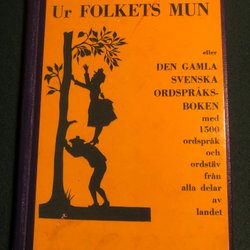 Ur FOLKETS MUN
eller
DEN GAMLA
SVENSKA
ORDSPRÅKS-
BOKEN
med
1500
ordspråk
och
ordstäv
från
alla delar
av
landet